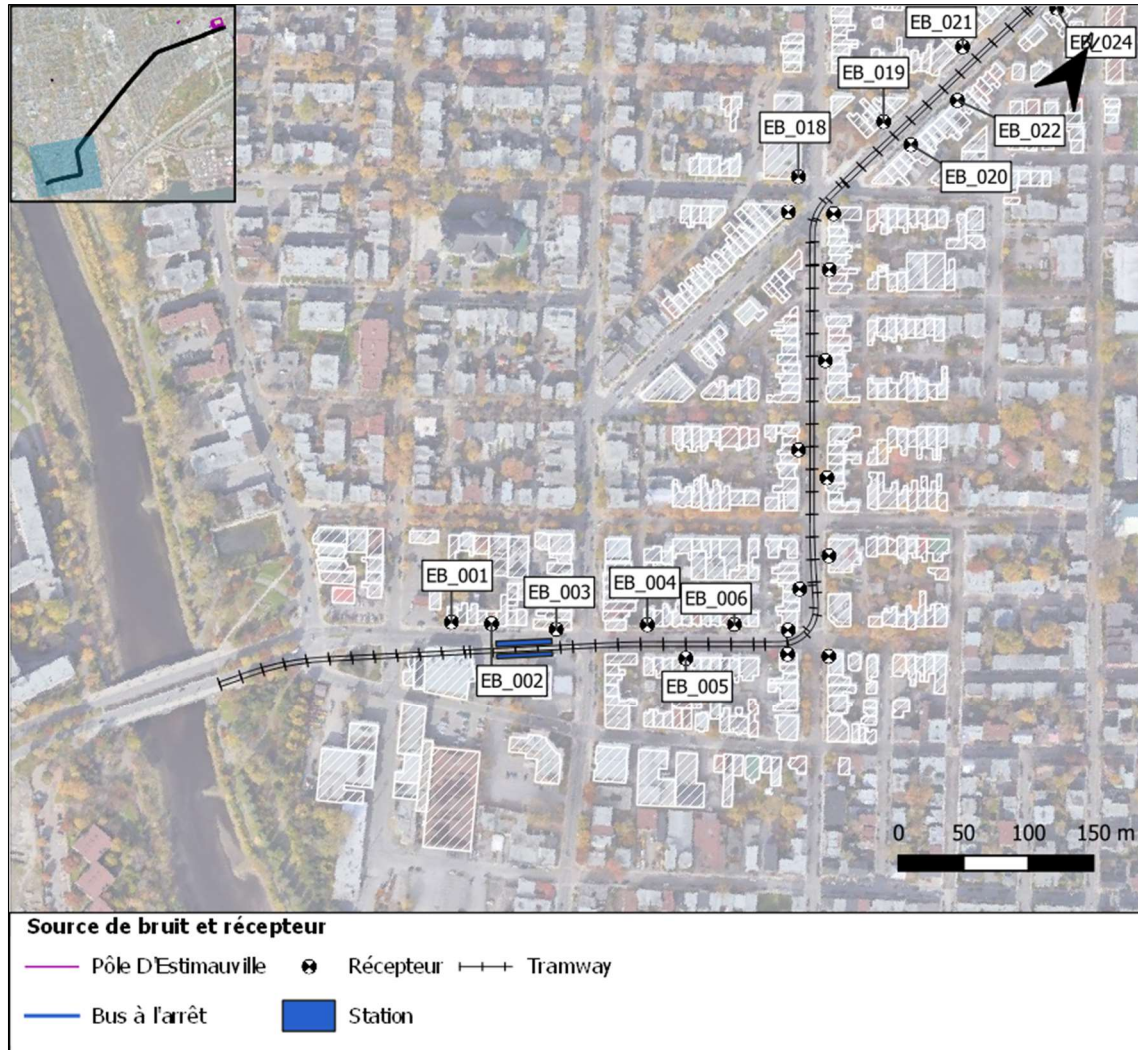 EB_021
EB_024
EB_019
EB_018
EB_022
EB_020
EB_001
EB_003
EB_004
EB_006
EB_002
EB_005
0 50 100 150 m
Source de bruit et récepteur
Pôle D'Estimauville
Récepteur
Tramway
Bus à l'arrêt
Station